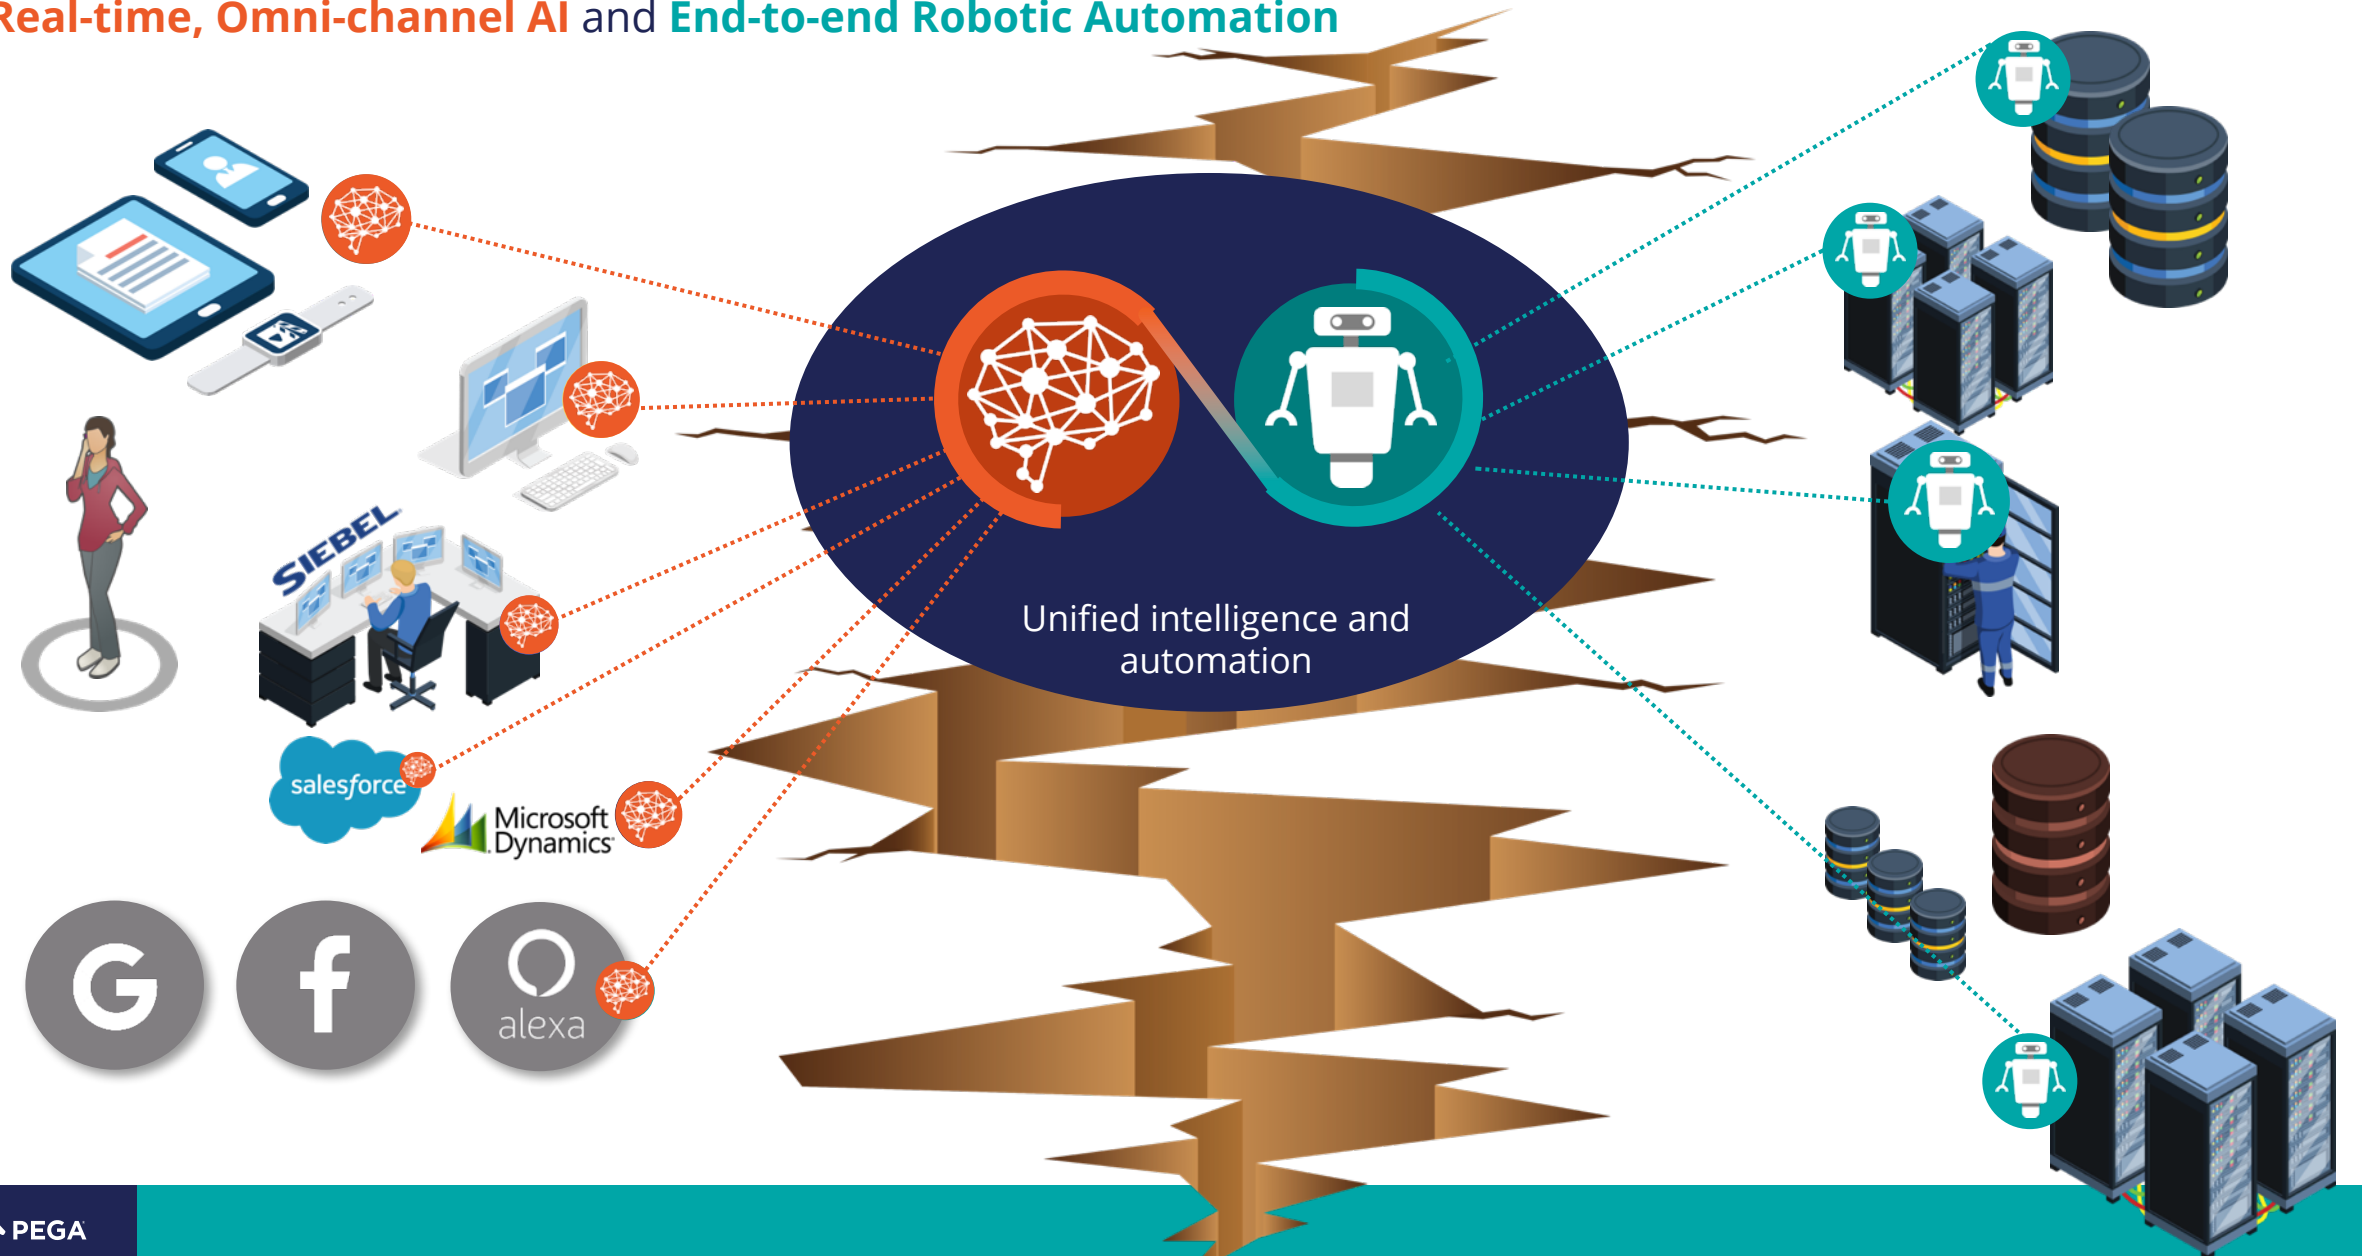 Real-time, Omni-channel AI and End-to-end Robotic Automation
SIEBEL
Unified intelligence and
automation
salesforce
Microsoft
Dynamics
G
f
alexa
PEGA